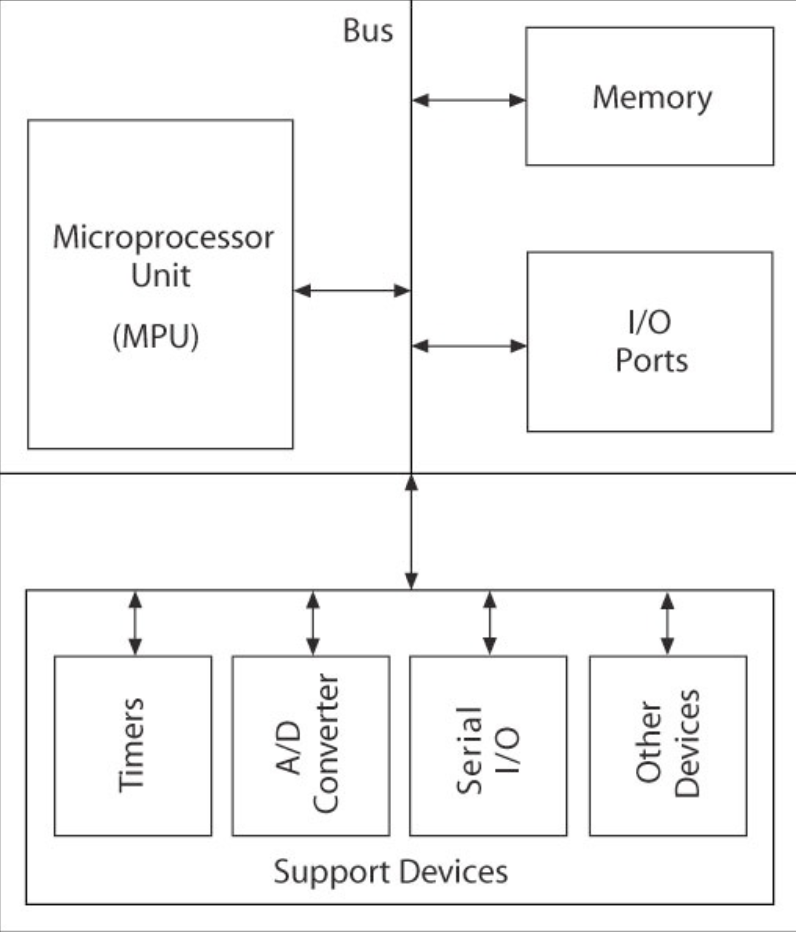 Bus
Memory
Microprocessor
Unit
(MPU)
I/O
Ports
Timers
A/D
Converter
Serial
I/O
Other
Devices
Support Devices